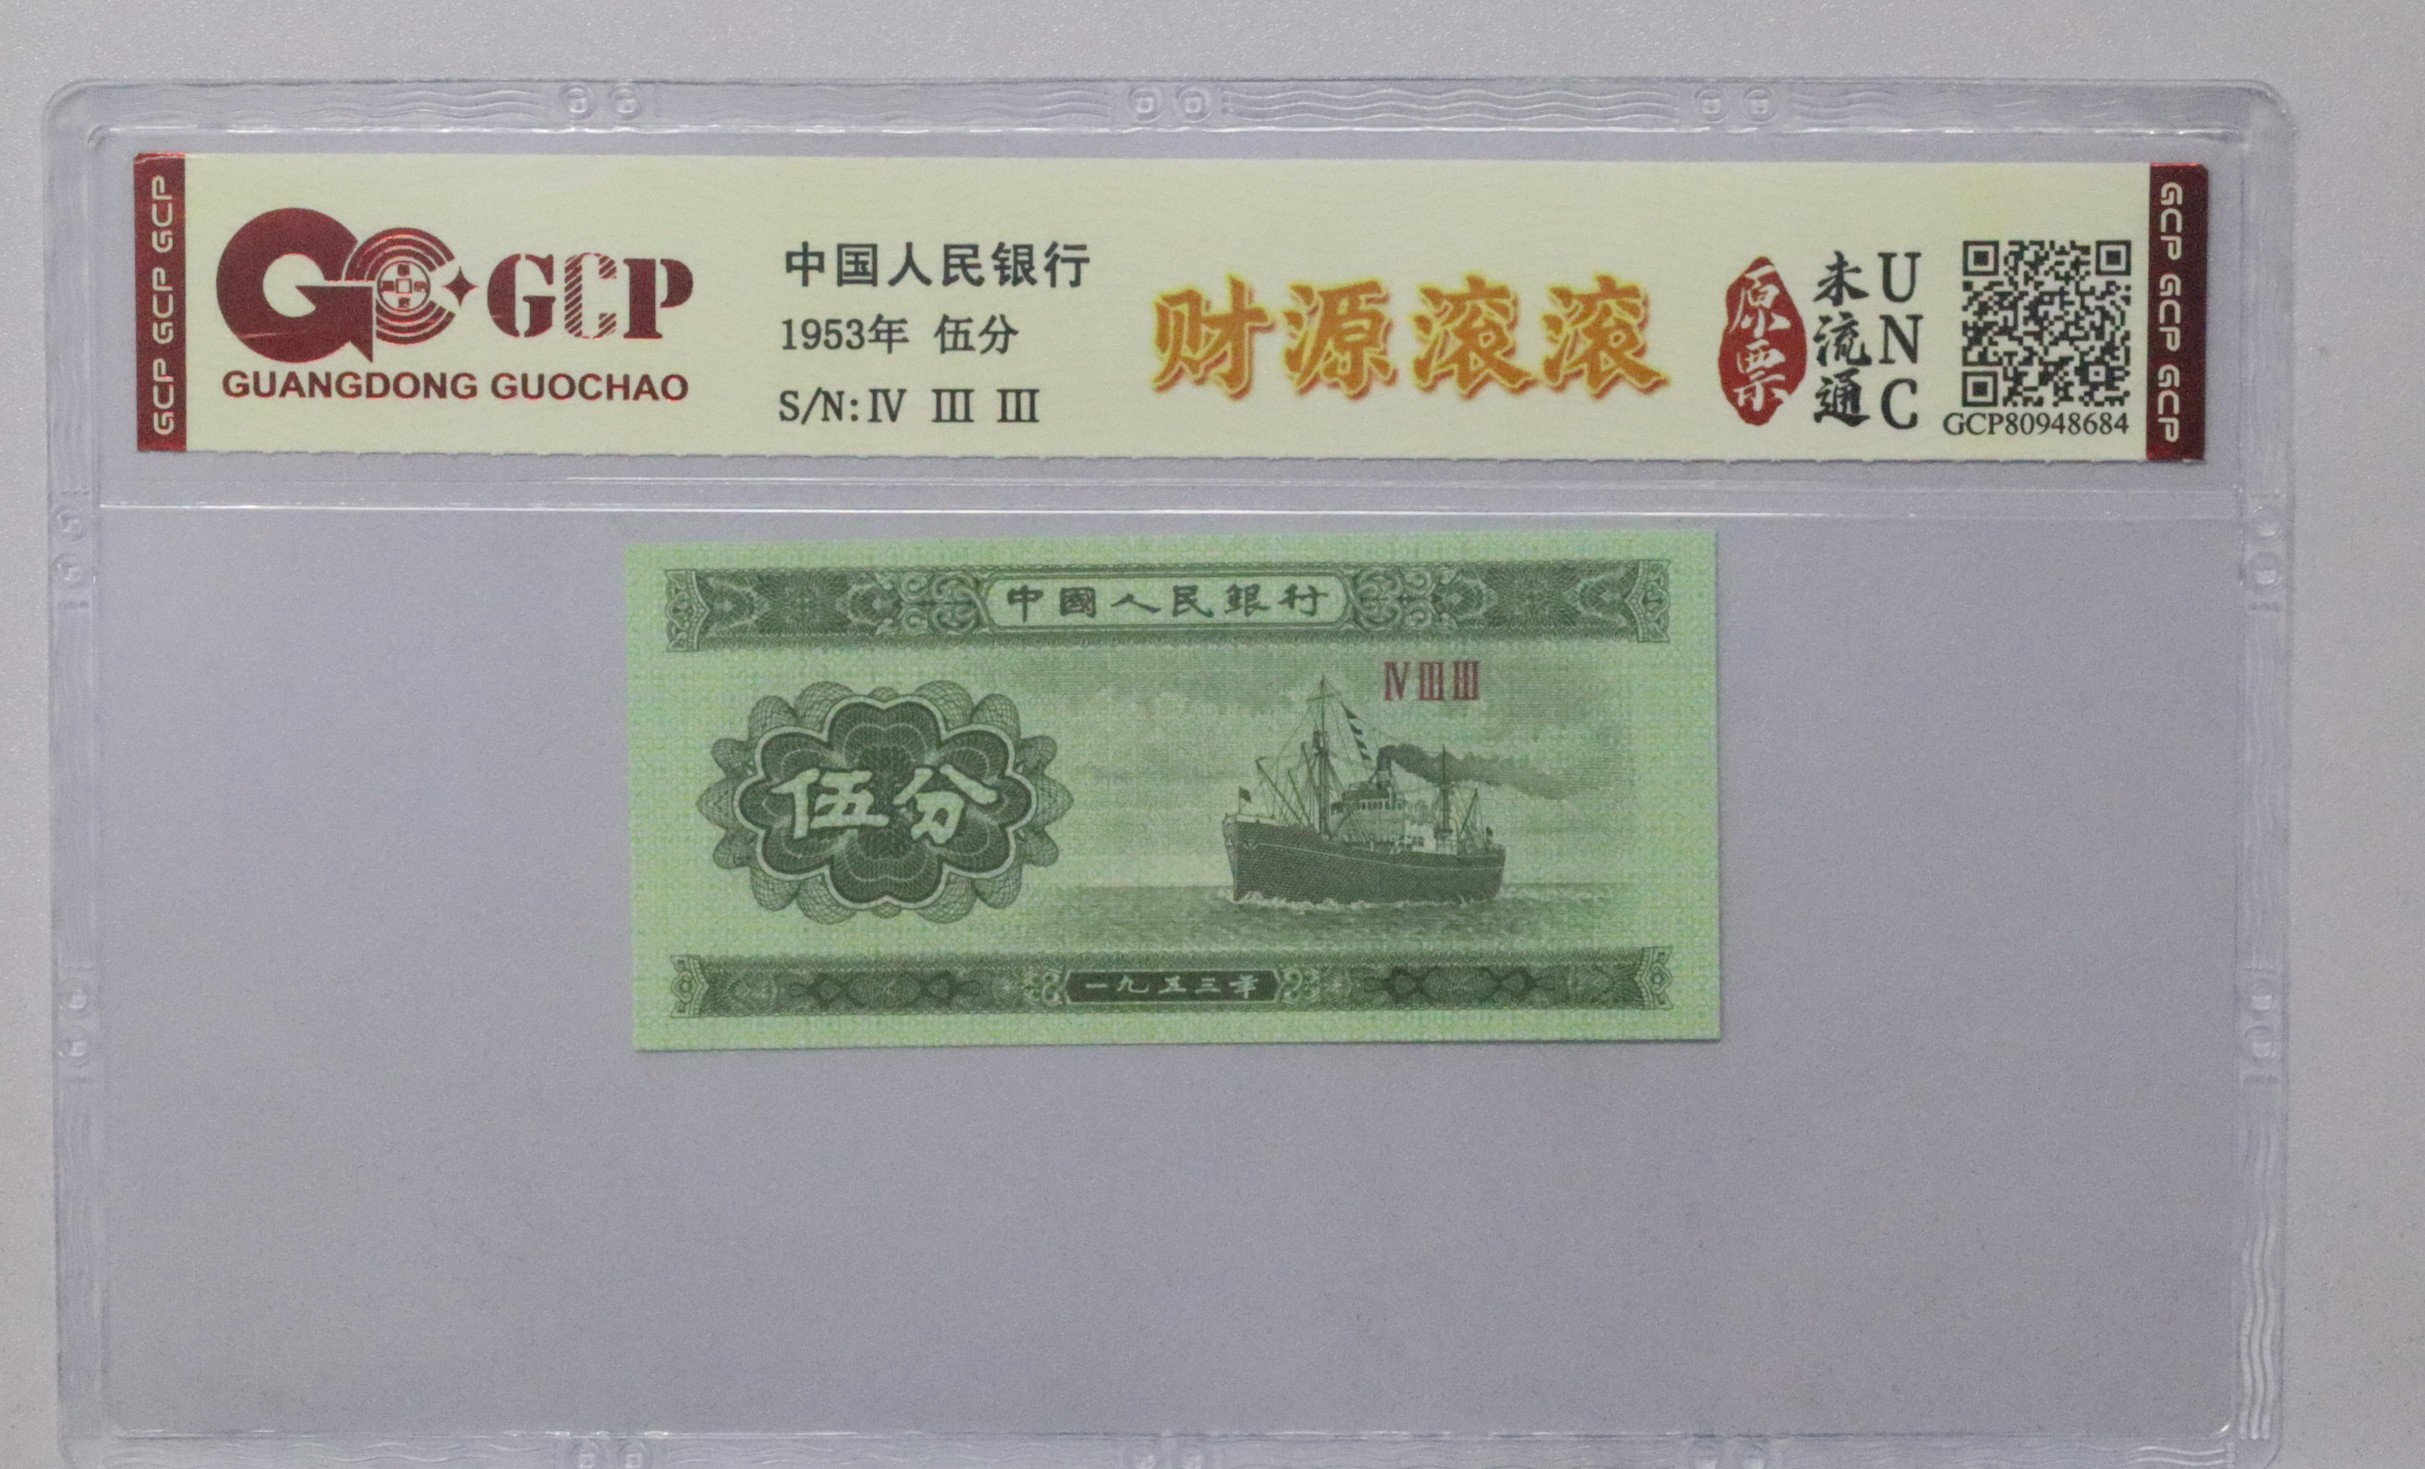 GCP GCP GCP
GCP
GUANGDONG GUOCHAO
中国人民银行
1953年 伍分
S/N:Ⅳ Ⅲ Ⅲ
财源滚滚
原票
未流通
UNC
GCP80948684
GCP GCP GCP
中國人民銀行
ⅣⅢⅢ
伍分
一九五三年